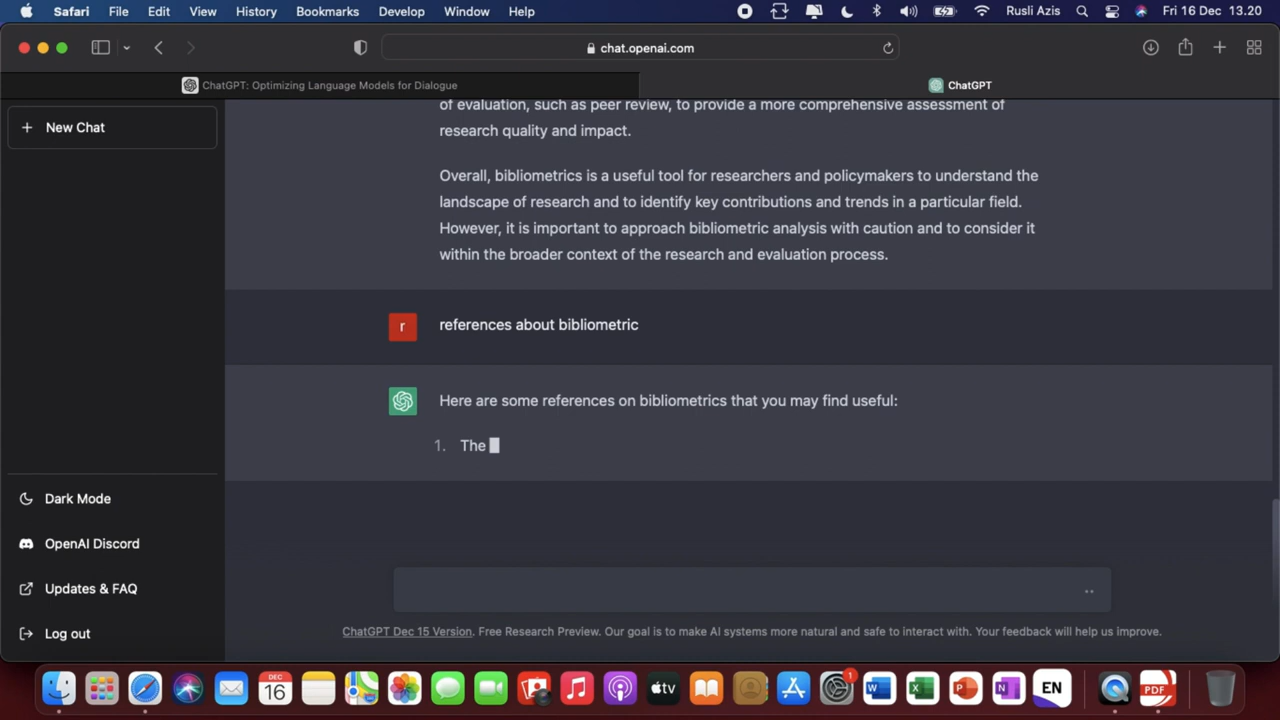 Safari File Edit View History Bookmarks Develop Window Help Rusli Azis Fri 16 Dec 13.20
chat.openai.com
ChatGPT: Optimizing Language Models for Dialogue ChatGPT
+ New Chat
of evaluation, such as peer review, to provide a more comprehensive assessment of
research quality and impact.
Overall, bibliometrics is a useful tool for researchers and policymakers to understand the
landscape of research and to identify key contributions and trends in a particular field.
However, it is important to approach bibliometric analysis with caution and to consider it
within the broader context of the research and evaluation process.
r references about bibliometric
Here are some references on bibliometrics that you may find useful:
1. The
Dark Mode
OpenAI Discord
Updates & FAQ
Log out
ChatGPT Dec 15 Version. Free Research Preview. Our goal is to make AI systems more natural and safe to interact with. Your feedback will help us improve.
DEC
16
tv
1
W
X
P
N
EN
PDF